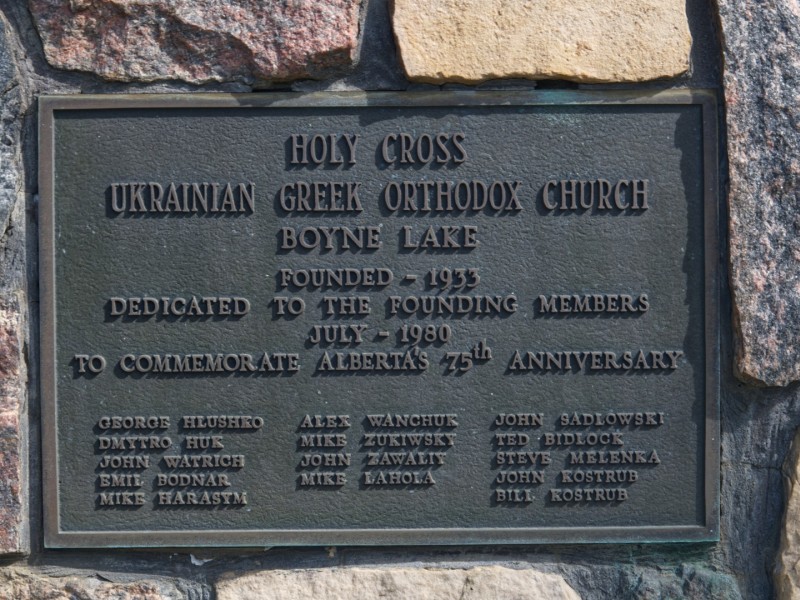 HOLY CROSS
UKRAINIAN GREEK ORTHODOX CHURCH
BOYNE LAKE
FOUNDED - 1933
DEDICATED TO THE FOUNDING MEMBERS
JULY - 1980
TO COMMEMORATE ALBERTA'S 75th ANNIVERSARY
GEORGE HLUSHKO
DMYTRO HUK
JOHN WATRICH
EMIL BODNAR
MIKE HARASYM
ALEX WANCHUK
MIKE ZUKIWSKY
JOHN ZAWALIY
MIKE LAHOLA
JOHN SADLOWSKI
TED BIDLOCK
STEVE MELENKA
JOHN KOSTRUB
BILL KOSTRUB